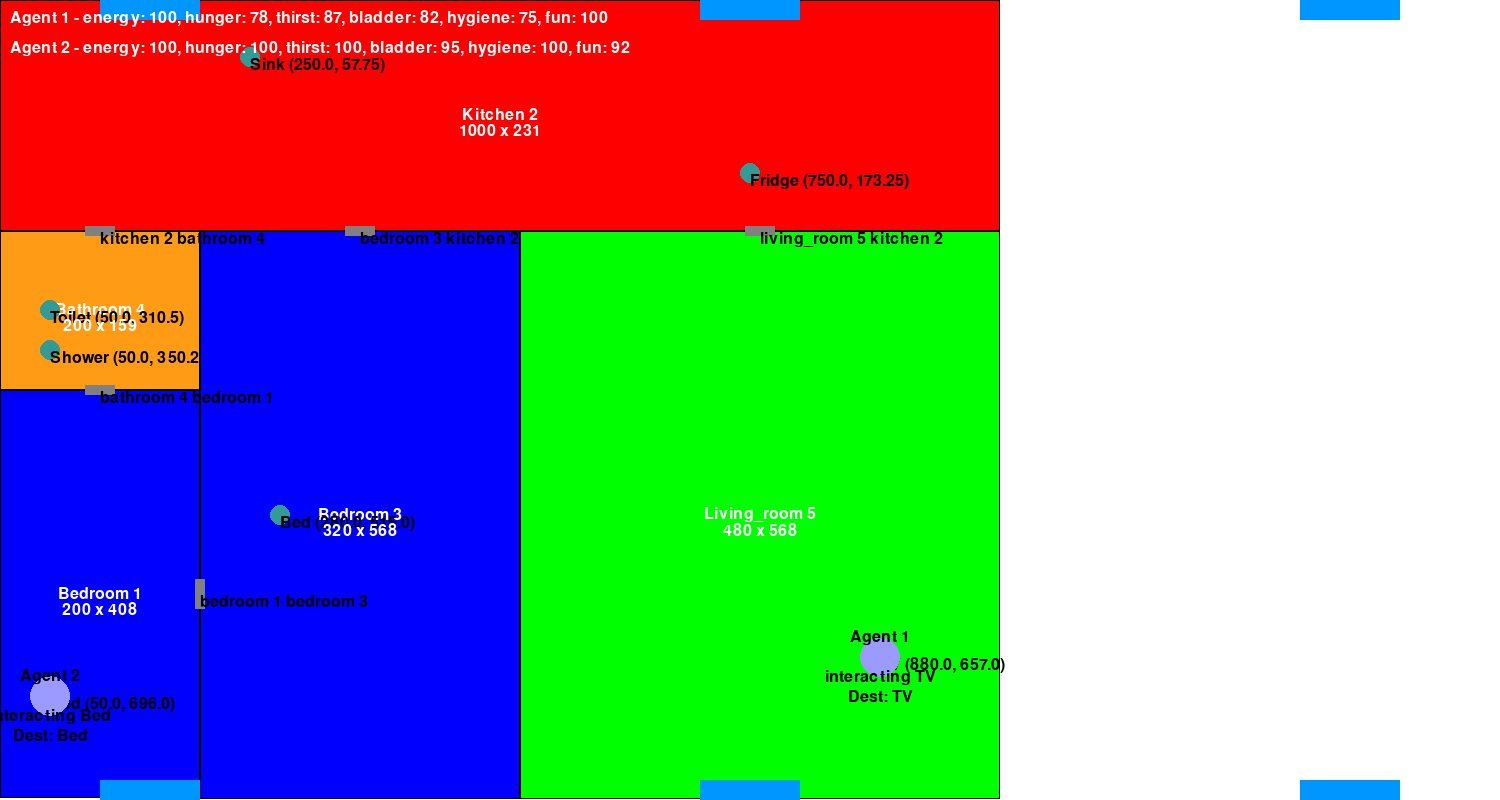 Agent 1 - energy: 100, hunger: 78, thirst: 87, bladder: 82, hygiene: 75, fun: 100
Agent 2 - energy: 100, hunger: 100, thirst: 100, bladder: 95, hygiene: 100, fun: 92
Sink (250.0, 57.75)
Kitchen 2
1000 x 231
Fridge (750.0, 173.25)
kitchen 2 bathroom 4
bedroom 3 kitchen 2
living_room 5 kitchen 2
Bathroom 4
Toilet (50.0, 310.5)
200 x 159
Shower (50.0, 350.2
bathroom 4 bedroom 1
Bedroom 3
Bed
320 x 568
Living_room 5
480 x 568
Bedroom 1
200 x 408
bedroom 1 bedroom 3
Agent 1
(880.0, 657.0)
interacting TV
Dest: TV
Agent 2
d (50.0, 696.0)
nteracting Bed
Dest: Bed